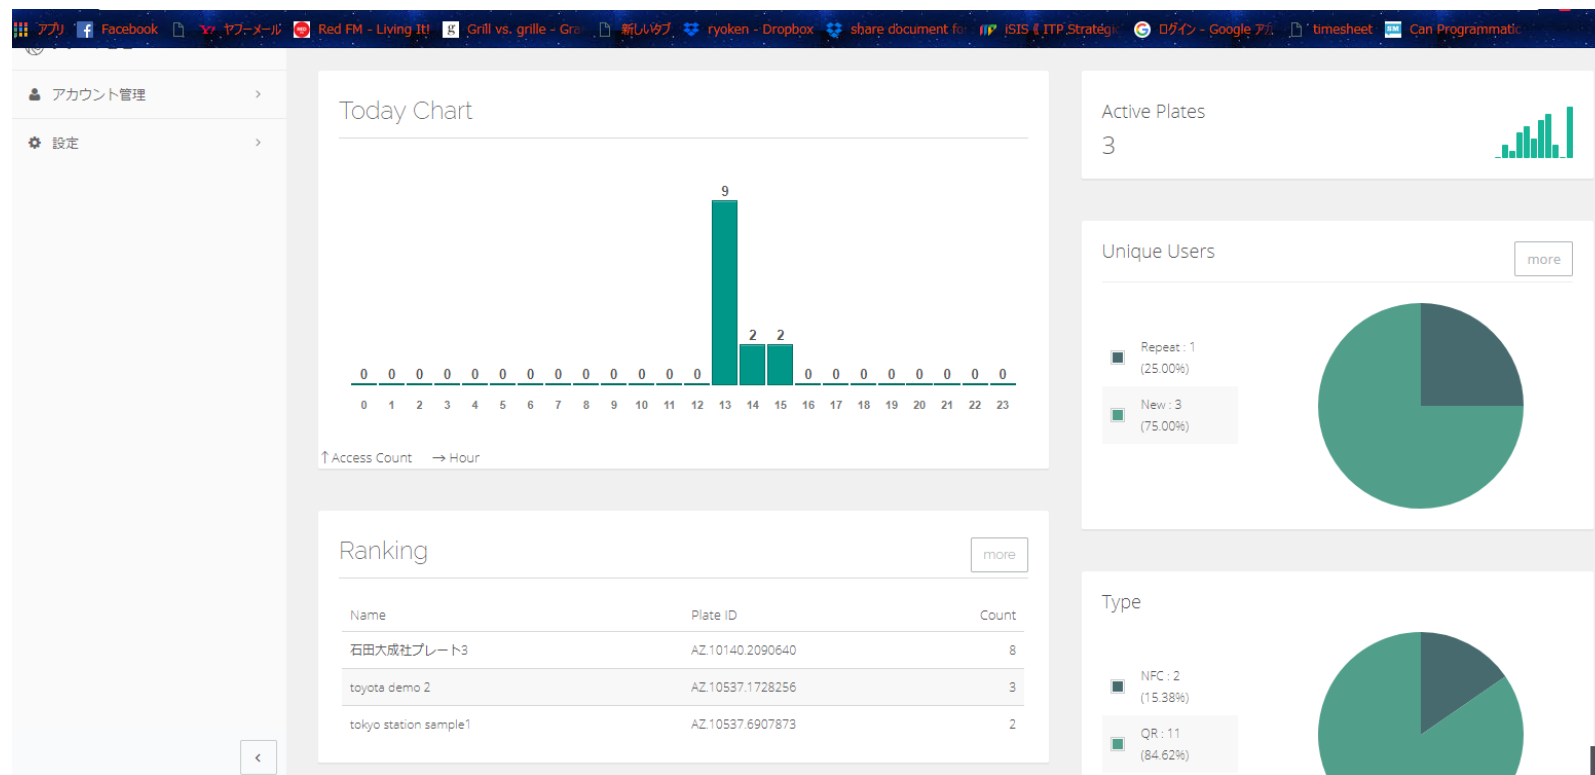 アプリ Facebook ヤフーメール Red FM - Living It! Grill vs. grille - Gra 新しいタブ ryoken - Dropbox share document fo iSIS « ITP Strategic ログイン - Google アカ timesheet Can Programmatic
アカウント管理
設定
Today Chart
9
2 2
0 0 0 0 0 0 0 0 0 0 0 0 0 0 0 0 0 0 0 0 0
0 1 2 3 4 5 6 7 8 9 10 11 12 13 14 15 16 17 18 19 20 21 22 23
↑Access Count →Hour
Ranking
more
Name Plate ID Count
石田大成社プレート3 AZ.10140.2090640 8
toyota demo 2 AZ.10537.1728256 3
tokyo station sample1 AZ.10537.6907873 2
Active Plates
3
Unique Users
more
Repeat : 1
(25.00%)
New : 3
(75.00%)
Type
NFC : 2
(15.38%)
QR : 11
(84.62%)